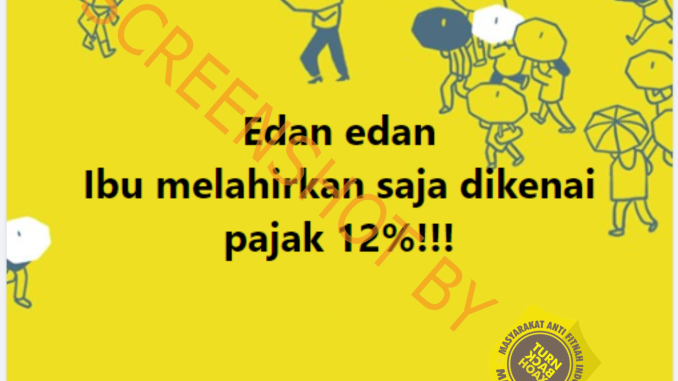 Edan edan
Ibu melahirkan saja dikenai
pajak 12%!!!
SCREENSHOT BY
MASYARAKAT ANTI FITNAH IND
TURN
BACK
HOAX